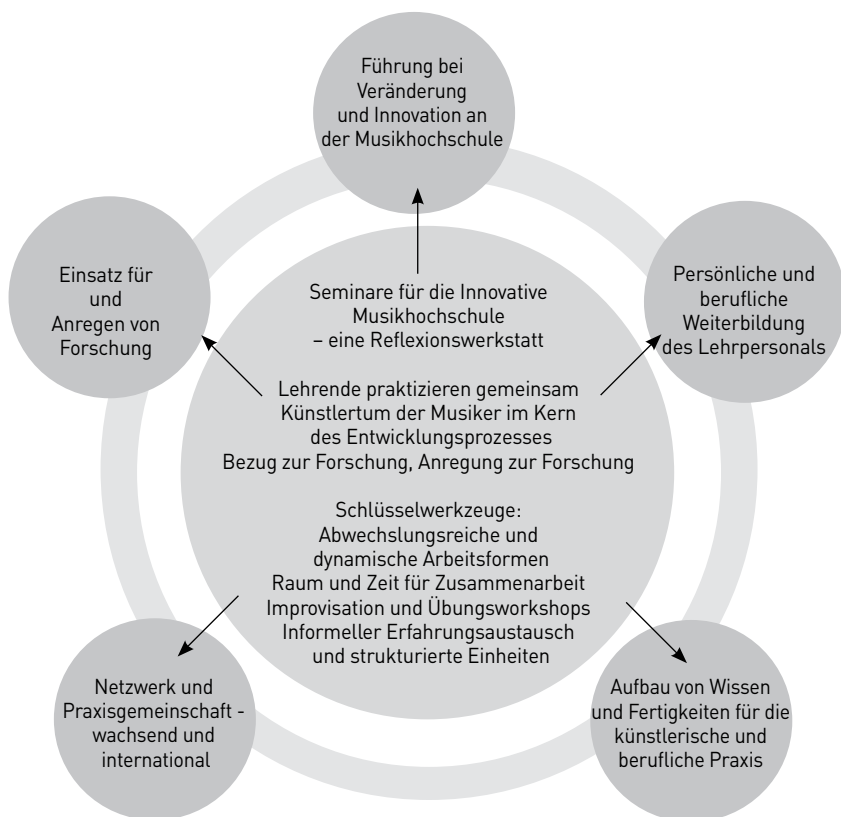 Führung bei
Veränderung
und Innovation an
der Musikhochschule
Einsatz für
und
Anregen von
Forschung
Persönliche und
berufliche
Weiterbildung
des Lehrpersonals
Seminare für die Innovative
Musikhochschule
– eine Reflexionswerkstatt
Lehrende praktizieren gemeinsam
Künstlertum der Musiker im Kern
des Entwicklungsprozesses
Bezug zur Forschung, Anregung zur Forschung
Schlüsselwerkzeuge:
Abwechslungsreiche und
dynamische Arbeitsformen
Raum und Zeit für Zusammenarbeit
Improvisation und Übungsworkshops
Informeller Erfahrungsaustausch
und strukturierte Einheiten
Netzwerk und
Praxisgemeinschaft -
wachsend und
international
Aufbau von Wissen
und Fertigkeiten für die
künstlerische und
berufliche Praxis